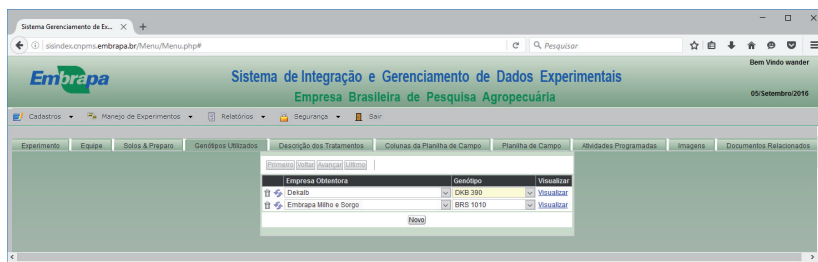 Sistema Gerenciamento de Ex...
sisindex.cnpms.embrapa.br/Menu/Menu.php#
Pesquisar
Embrapa
Sistema de Integração e Gerenciamento de Dados Experimentais
Empresa Brasileira de Pesquisa Agropecuária
Bem Vindo wander
05/Setembro/2016
Cadastros Manejo de Experimentos Relatórios Segurança Sair
Experimento Equipe Solos & Preparo Genótipos Utilizados Descrição dos Tratamentos Colunas da Planilha de Campo Planilha de Campo Atividades Programadas Imagens Documentos Relacionados
Primeiro Voltar Avançar Último
Empresa Obtentora Genótipo Visualizar
Dekalb DKB 390 Visualizar
Embrapa Milho e Sorgo BRS 1010 Visualizar
Novo